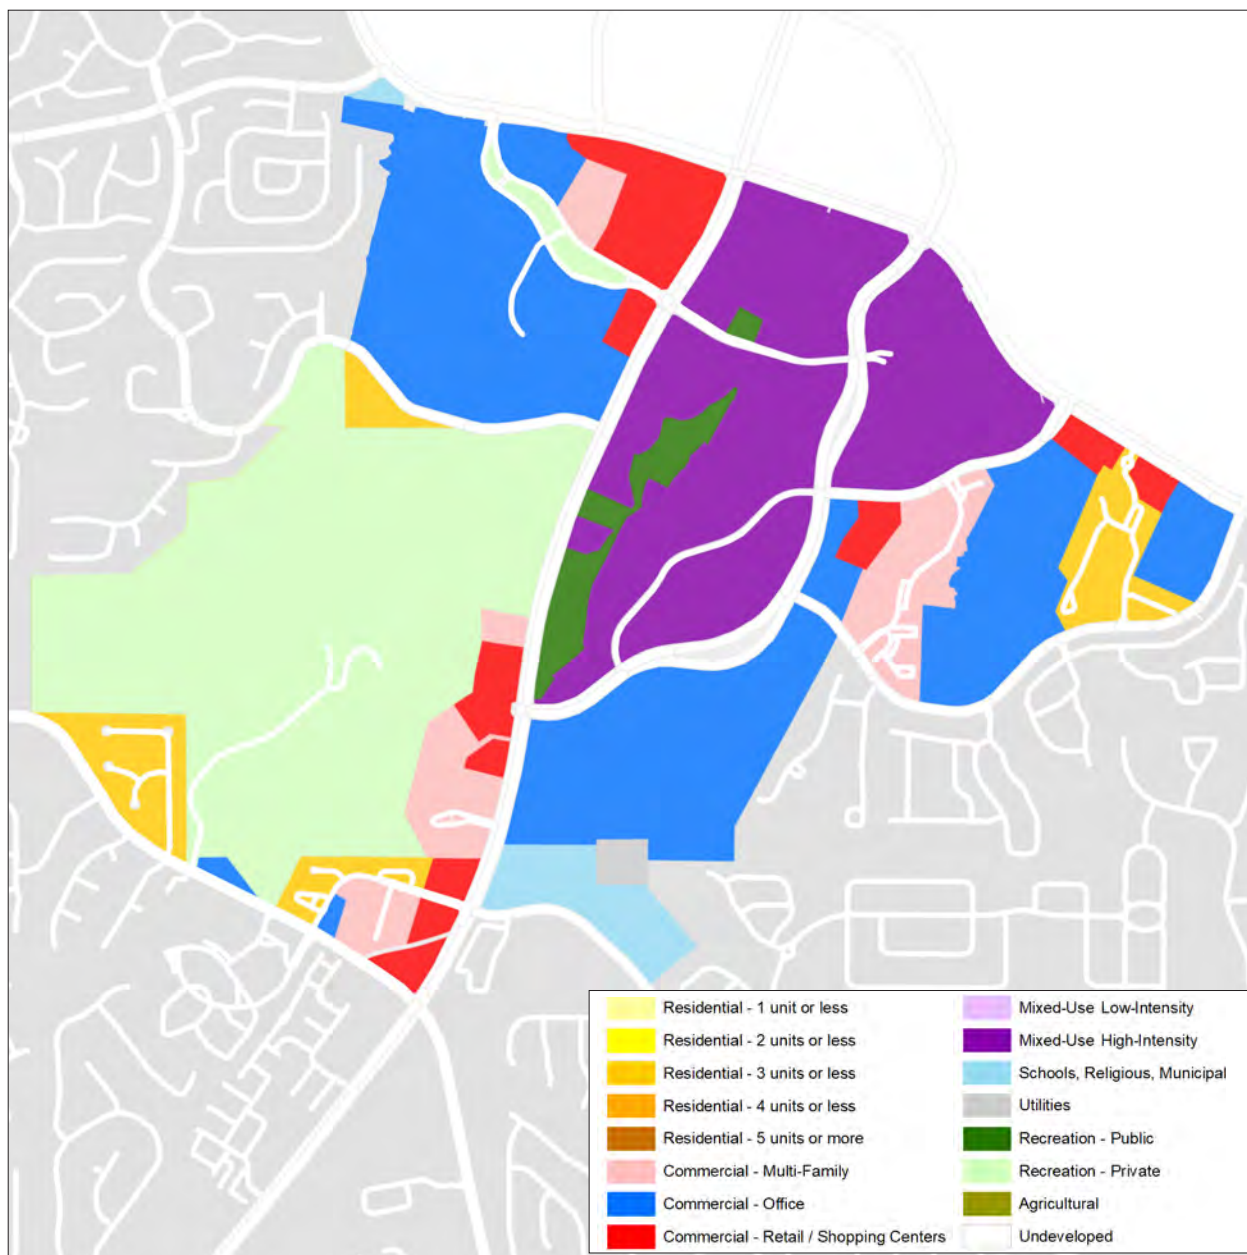 Residential - 1 unit or less
Residential - 2 units or less
Residential - 3 units or less
Residential - 4 units or less
Residential - 5 units or more
Commercial - Multi-Family
Commercial - Office
Commercial - Retail / Shopping Centers
Mixed-Use Low-Intensity
Mixed-Use High-Intensity
Schools, Religious, Municipal
Utilities
Recreation - Public
Recreation - Private
Agricultural
Undeveloped